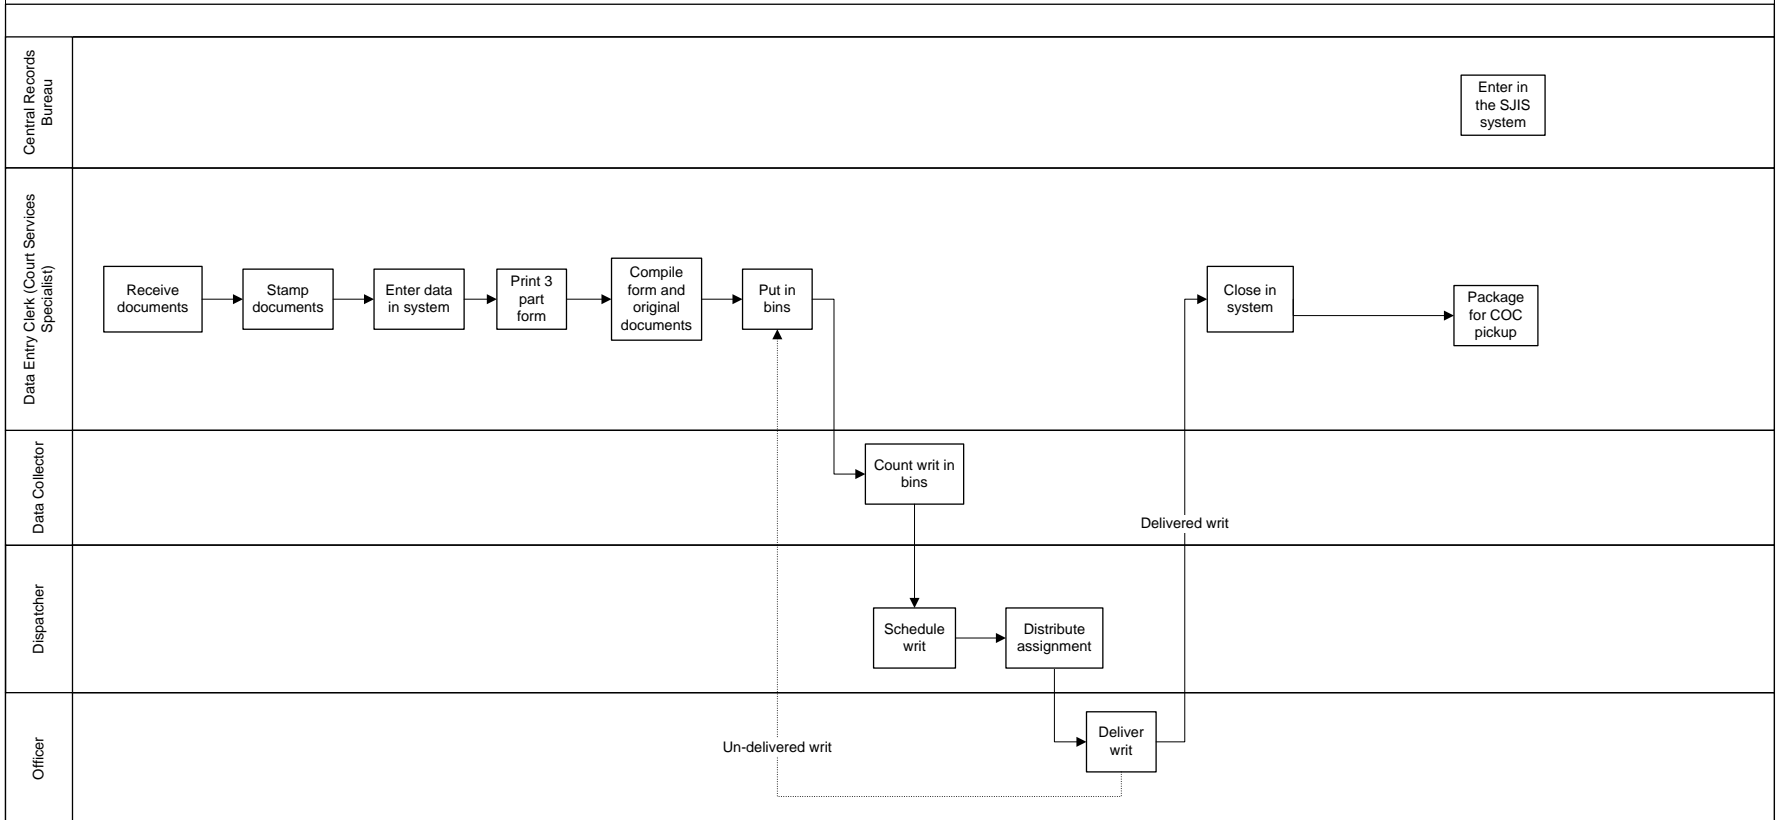 Central Records
Bureau
Enter in
the SJIS
system
Data Entry Clerk (Court Services
Specialist)
Receive
documents
Stamp
documents
Enter data
in system
Print 3
part
form
Compile
form and
original
documents
Put in
bins
Close in
system
Package
for COC
pickup
Data Collector
Count writ in
bins
Delivered writ
Dispatcher
Schedule
writ
Distribute
assignment
Officer
Un-delivered writ
Deliver
writ